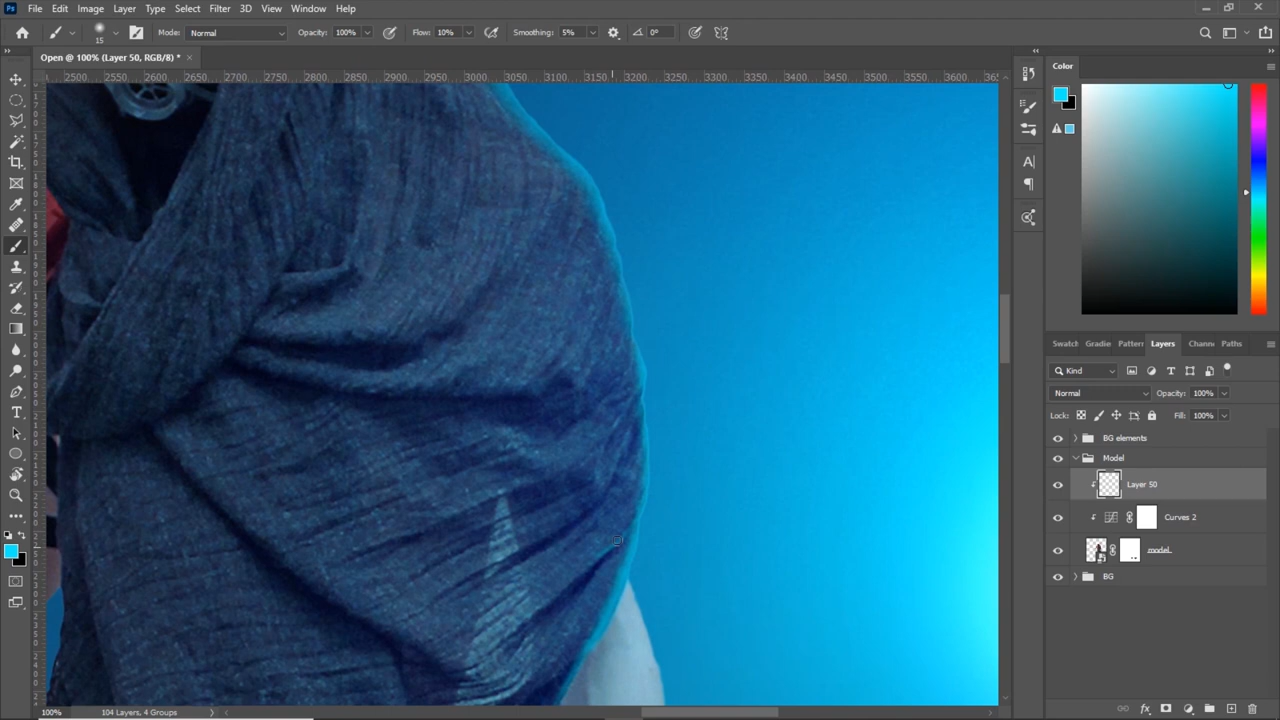 File Edit Image Layer Type Select Filter 3D View Window Help
15 Mode: Normal Opacity: 100% Flow: 10% Smoothing: 5% 0°
Open @ 100% (Layer 50, RGB/8) *
2500 2550 2600 2650 2700 2750 2800 2850 2900 2950 3000 3050 3100 3150 3200 3250 3300 3350 3400 3450 3500 3550 3600
Color
Swatch Gradie Pattern Layers Channe Paths
Kind
Normal Opacity: 100%
Lock: Fill: 100%
BG elements
Model
Layer 50
Curves 2
model
BG
100% 104 Layers, 4 Groups